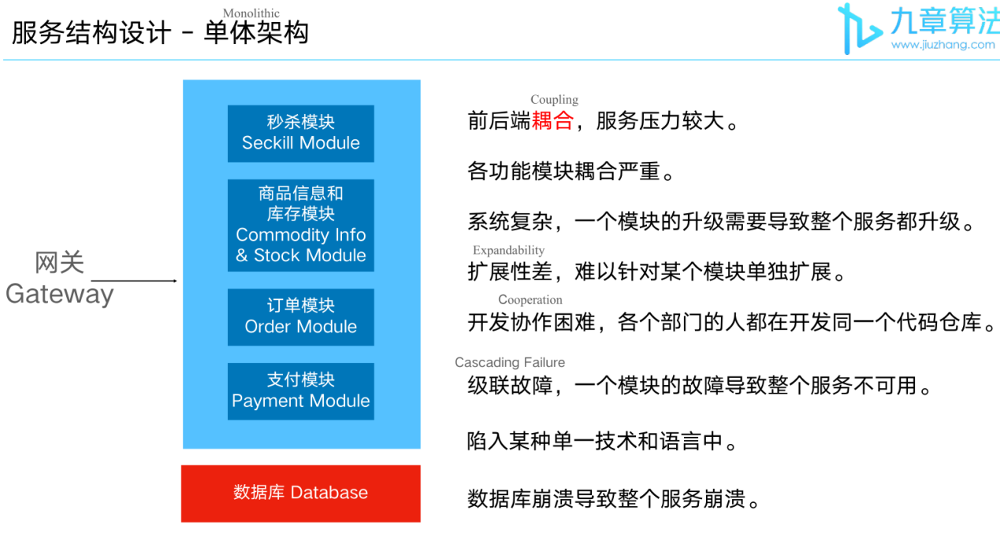 Monolithic
服务结构设计 - 单体架构
九章算法
www.jiuzhang.com
秒杀模块
Seckill Module
商品信息和
库存模块
Commodity Info
& Stock Module
订单模块
Order Module
支付模块
Payment Module
网关
Gateway
数据库 Database
Coupling
前后端耦合，服务压力较大。
各功能模块耦合严重。
系统复杂，一个模块的升级需要导致整个服务都升级。
Expandability
扩展性差，难以针对某个模块单独扩展。
Cooperation
开发协作困难，各个部门的人都在开发同一个代码仓库。
Cascading Failure
级联故障，一个模块的故障导致整个服务不可用。
陷入某种单一技术和语言中。
数据库崩溃导致整个服务崩溃。